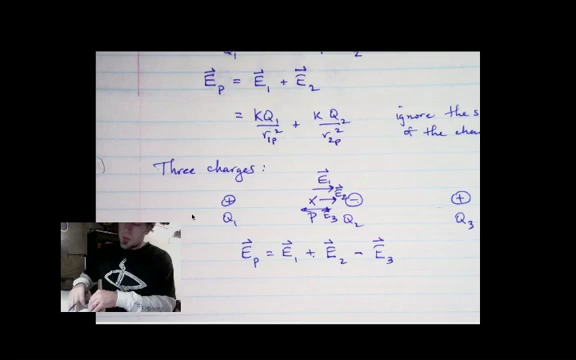 E⃗p = E⃗1 + E⃗2
= KQ1/r1p² + KQ2/r2p² ignore the
of the
Three charges:
E⃗1
⊕ x E⃗2 ⊖ ⊕
Q1 P E⃗3 Q2 Q3
E⃗p = E⃗1 + E⃗2 − E⃗3